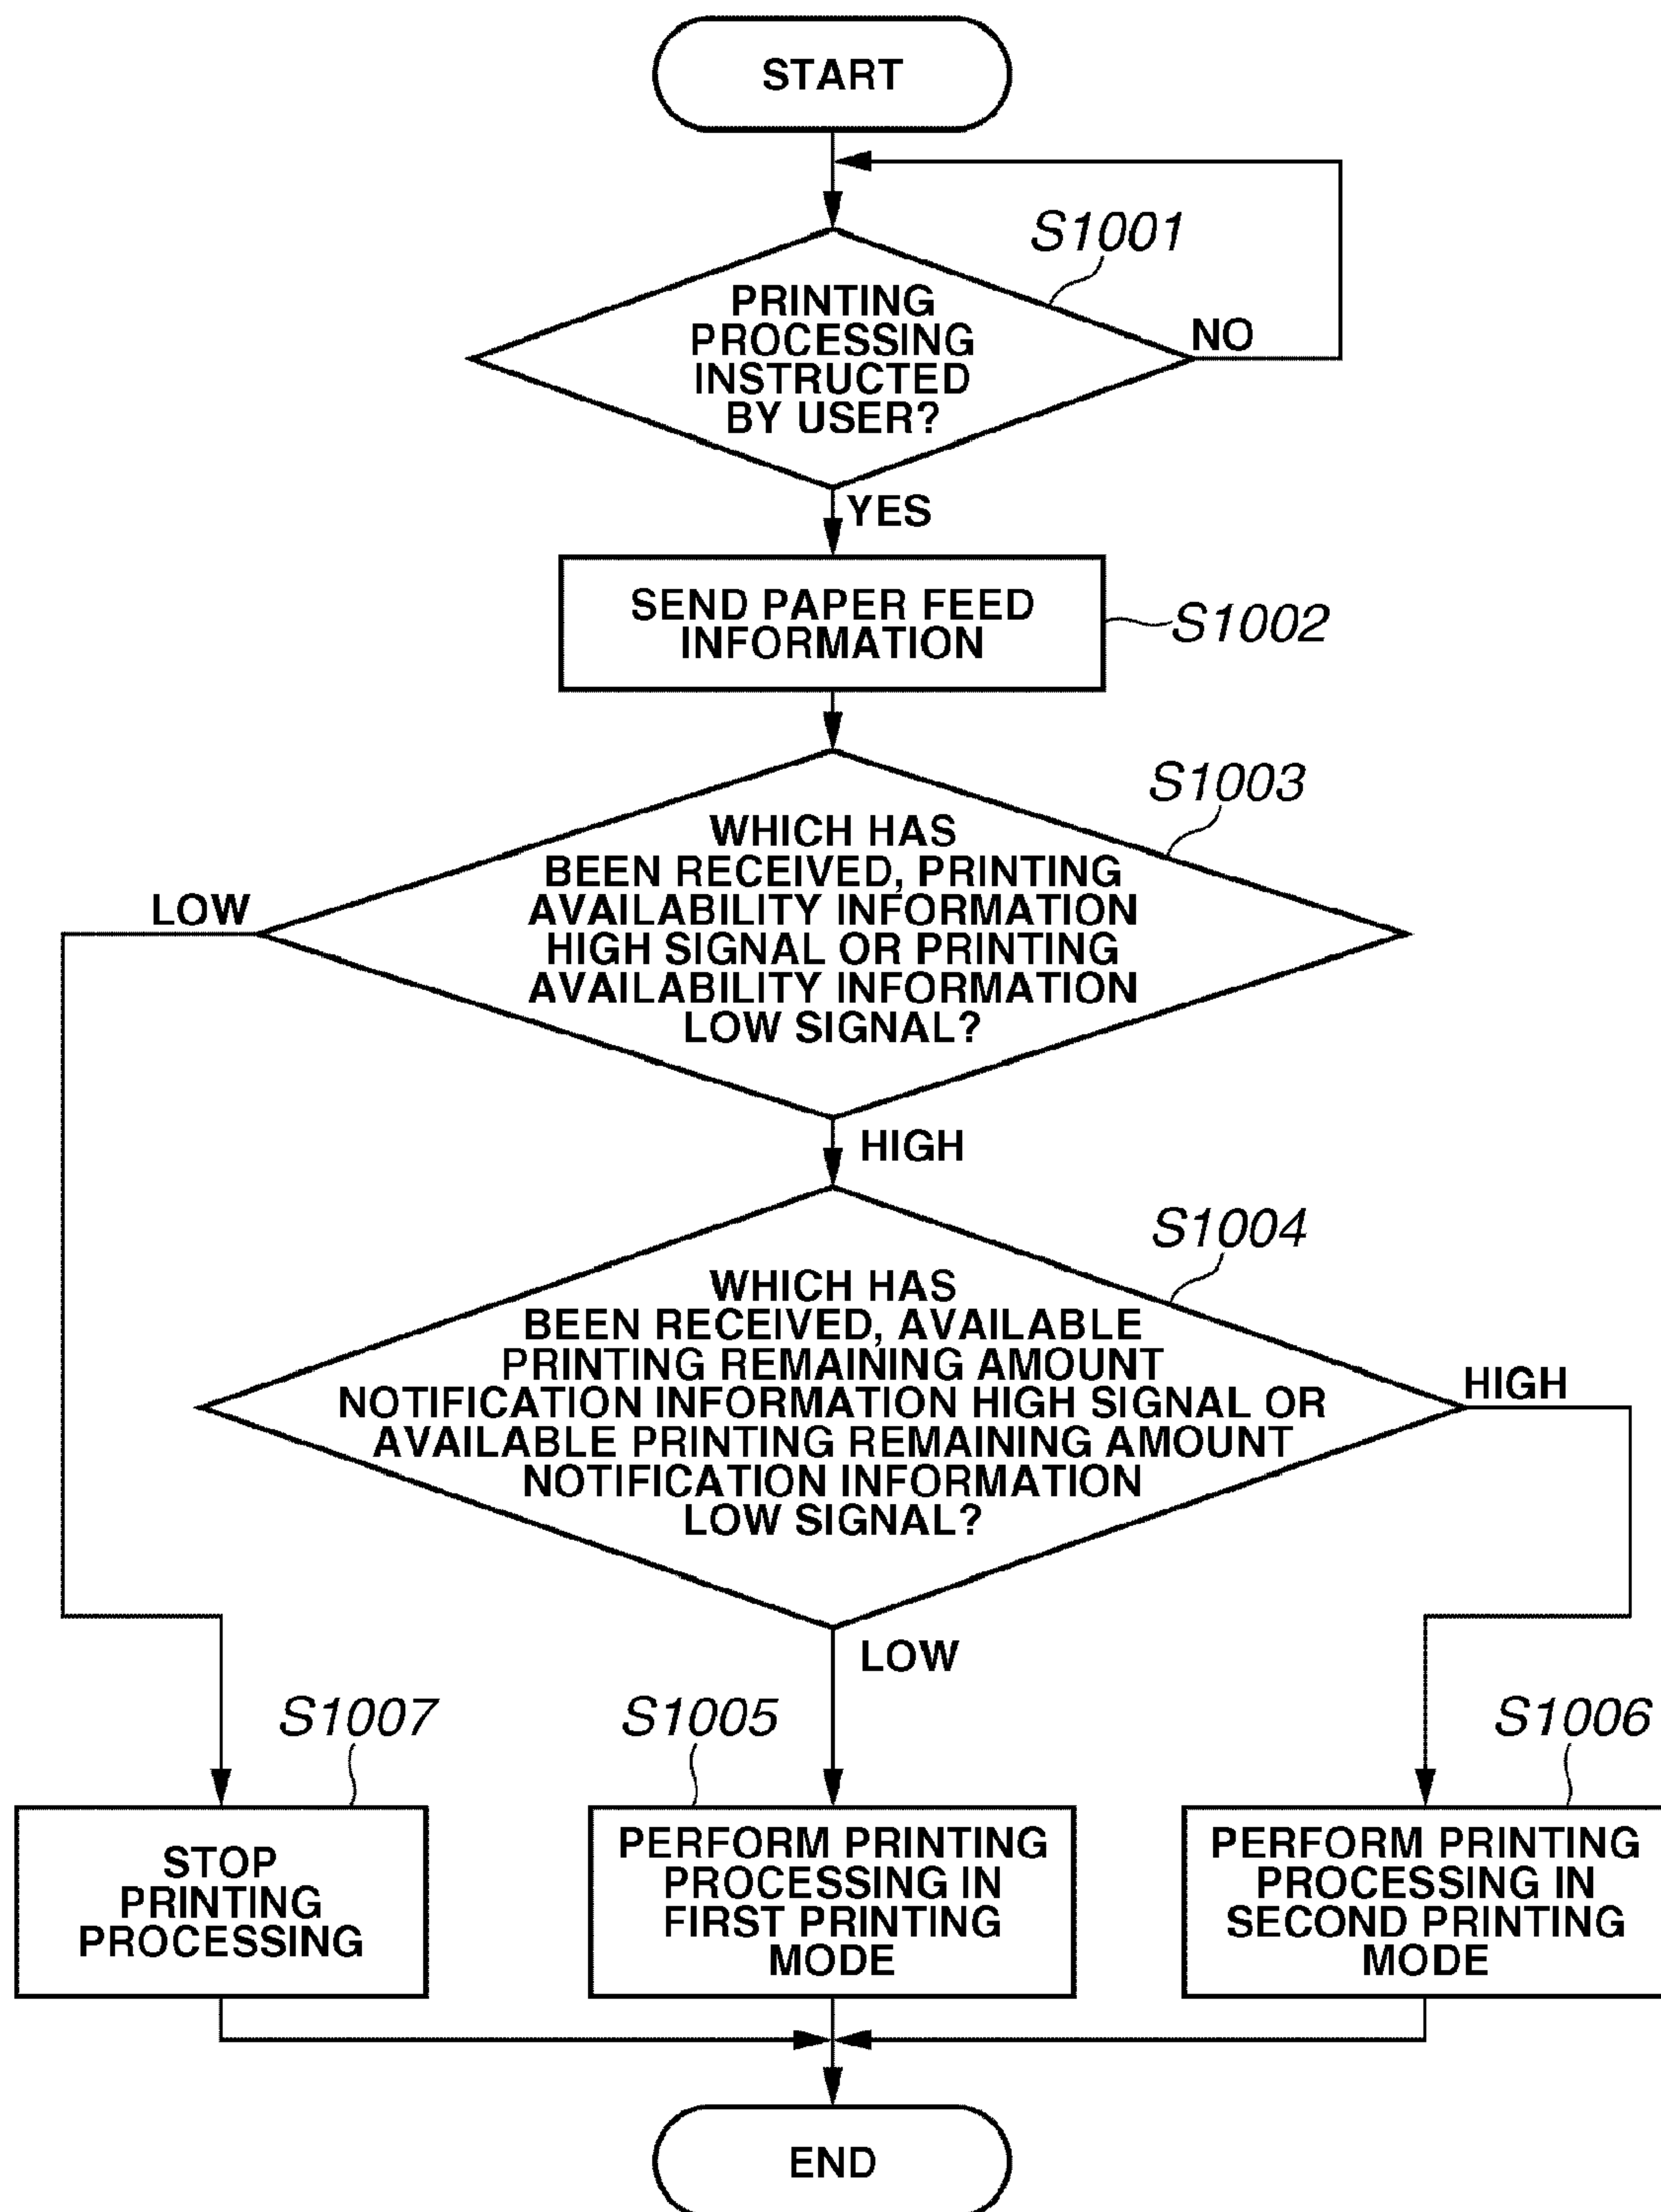 START
S1001
PRINTING
PROCESSING
INSTRUCTED
BY USER?
NO
YES
SEND PAPER FEED
INFORMATION
S1002
S1003
WHICH HAS
BEEN RECEIVED, PRINTING
AVAILABILITY INFORMATION
HIGH SIGNAL OR PRINTING
AVAILABILITY INFORMATION
LOW SIGNAL?
LOW
HIGH
S1004
WHICH HAS
BEEN RECEIVED, AVAILABLE
PRINTING REMAINING AMOUNT
NOTIFICATION INFORMATION HIGH SIGNAL OR
AVAILABLE PRINTING REMAINING AMOUNT
NOTIFICATION INFORMATION
LOW SIGNAL?
HIGH
LOW
S1007
STOP
PRINTING
PROCESSING
S1005
PERFORM PRINTING
PROCESSING IN
FIRST PRINTING
MODE
S1006
PERFORM PRINTING
PROCESSING IN
SECOND PRINTING
MODE
END